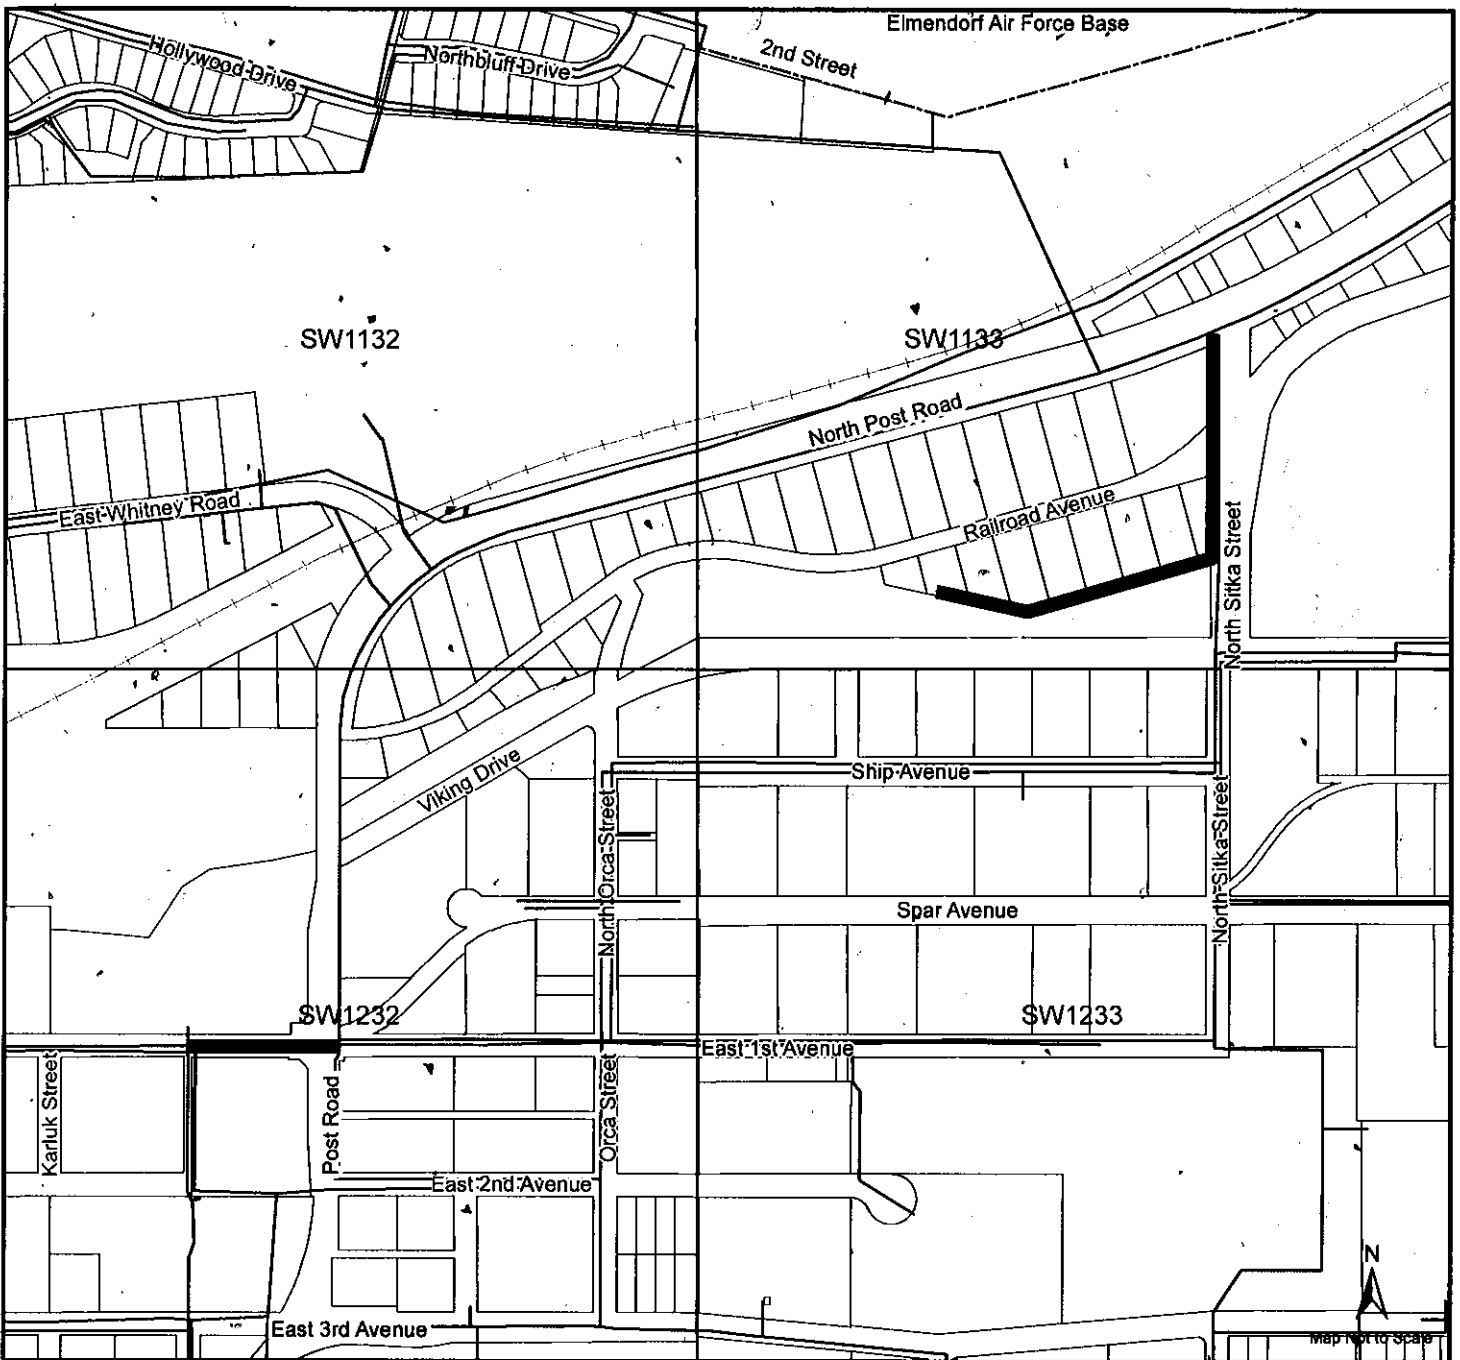 Elmendorf Air Force Base
Hollywood Drive
Northbluff Drive
2nd Street
SW1132
SW1133
North Post Road
East Whitney Road
Railroad Avenue
North Sitka Street
Viking Drive
Ship Avenue
North Orca Street
North Sitka Street
Spar Avenue
SW1232
SW1233
East 1st Avenue
Karluk Street
Post Road
Orca Street
East 2nd Avenue
N
East 3rd Avenue
Map Not to Scale